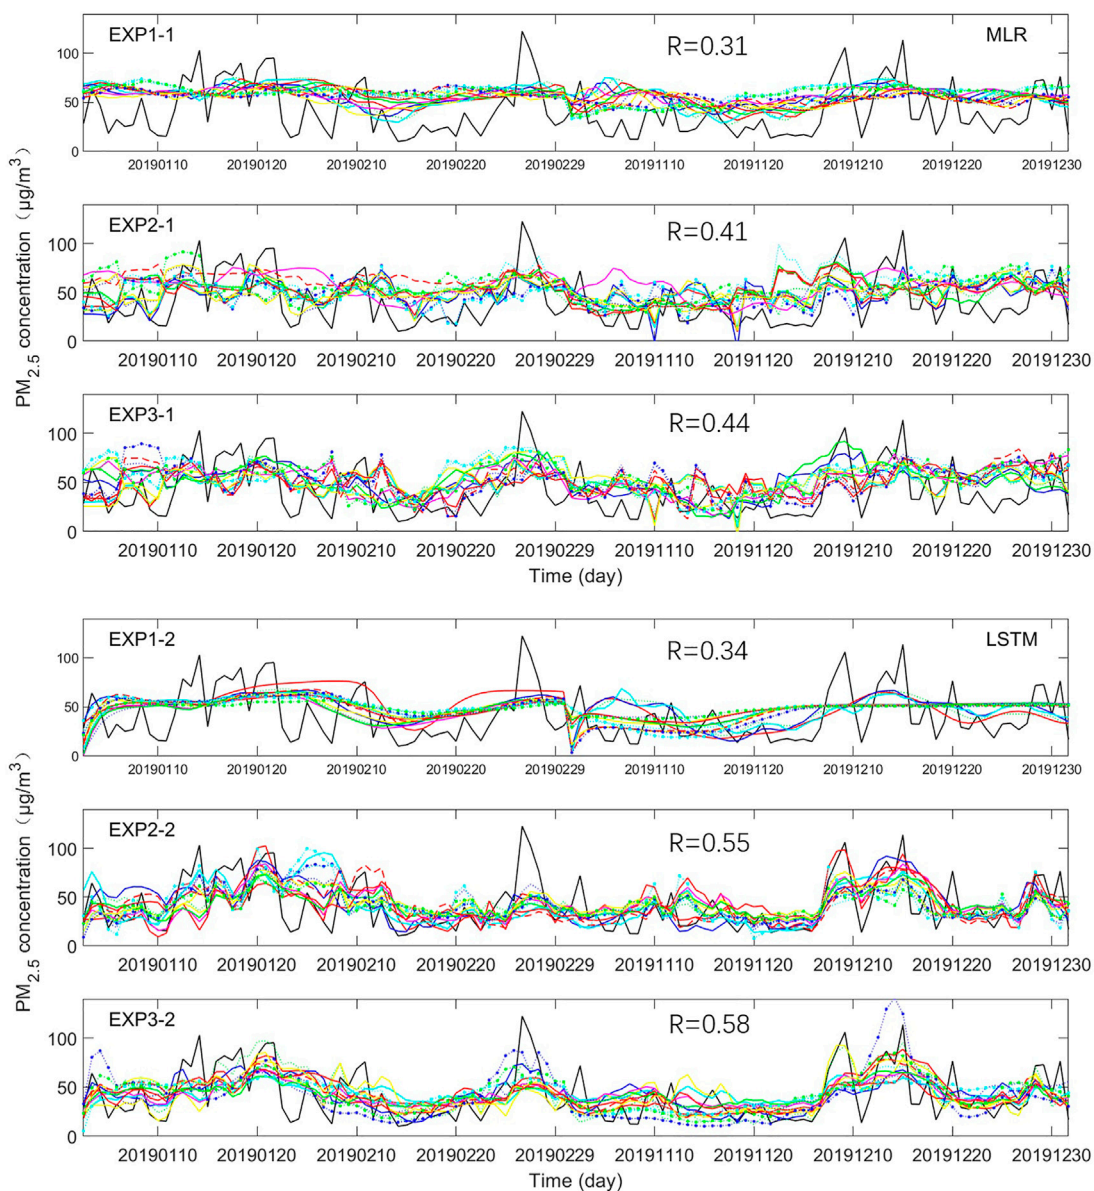 EXP1-1 R=0.31 MLR
100
50
0
20190110 20190120 20190210 20190220 20190229 20191110 20191120 20191210 20191220 20191230
EXP2-1 R=0.41
100
50
0
20190110 20190120 20190210 20190220 20190229 20191110 20191120 20191210 20191220 20191230
PM2.5 concentration (μg/m3)
EXP3-1 R=0.44
100
50
0
20190110 20190120 20190210 20190220 20190229 20191110 20191120 20191210 20191220 20191230
Time (day)
EXP1-2 R=0.34 LSTM
100
50
0
20190110 20190120 20190210 20190220 20190229 20191110 20191120 20191210 20191220 20191230
EXP2-2 R=0.55
100
50
0
20190110 20190120 20190210 20190220 20190229 20191110 20191120 20191210 20191220 20191230
PM2.5 concentration (μg/m3)
EXP3-2 R=0.58
100
50
0
20190110 20190120 20190210 20190220 20190229 20191110 20191120 20191210 20191220 20191230
Time (day)